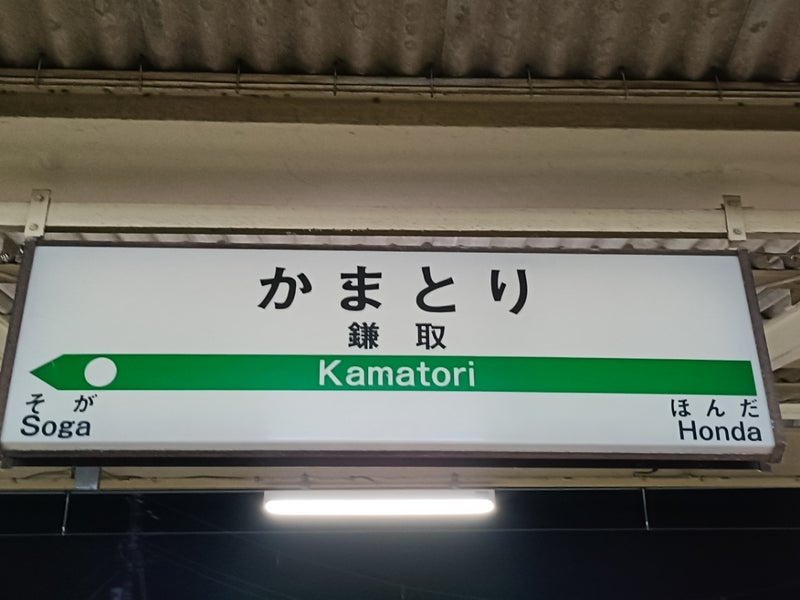 かまとり
鎌取
Kamatori
そが
Soga
ほんだ
Honda